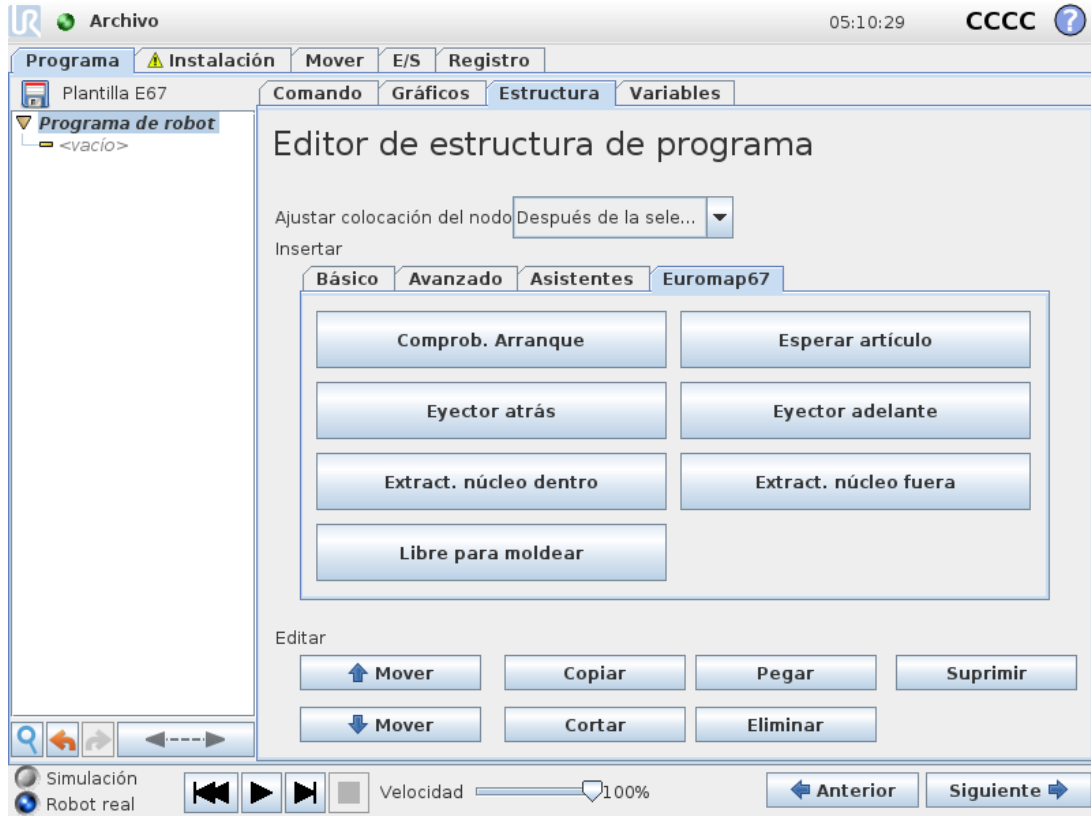 Archivo 05:10:29 CCCC ?
Programa Instalación Mover E/S Registro
Plantilla E67 Comando Gráficos Estructura Variables
Programa de robot
<vacío>
Editor de estructura de programa
Ajustar colocación del nodo Después de la sele...
Insertar
Básico Avanzado Asistentes Euromap67
Comprob. Arranque Esperar artículo
Eyector atrás Eyector adelante
Extract. núcleo dentro Extract. núcleo fuera
Libre para moldear
Editar
Mover Copiar Pegar Suprimir
Mover Cortar Eliminar
Simulación
Robot real
Velocidad 100% Anterior Siguiente